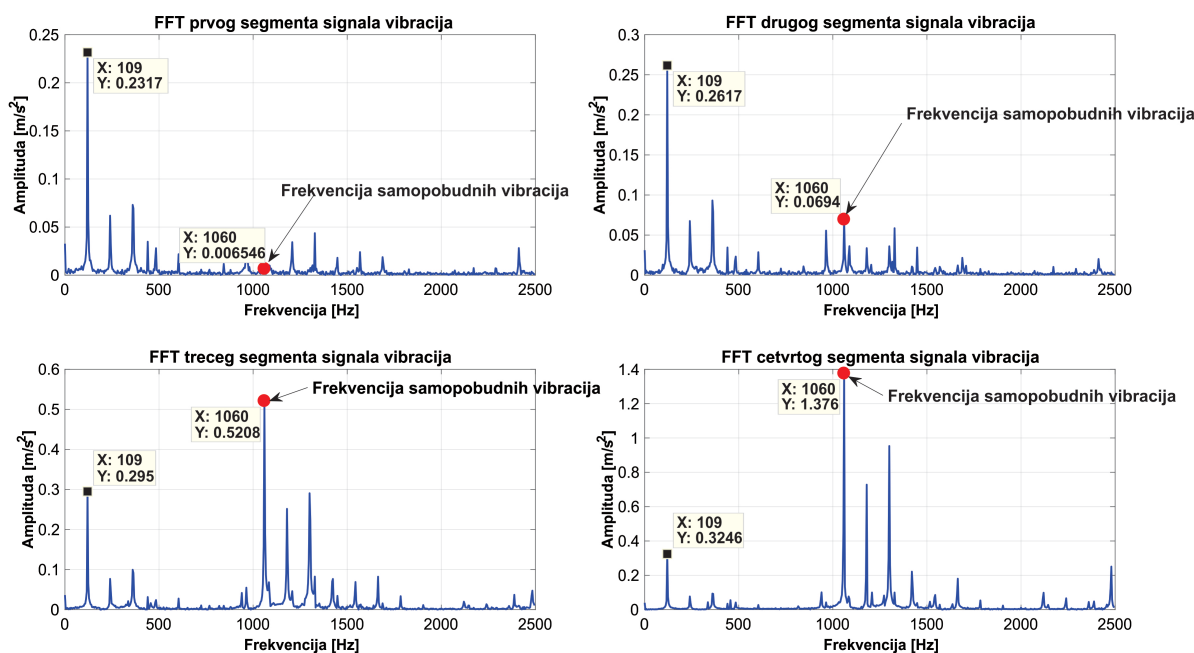 FFT prvog segmenta signala vibracija
0.25
0.2
0.15
0.1
0.05
0
Amplituda [m/s²]
X: 109
Y: 0.2317
Frekvencija samopobudnih vibracija
X: 1060
Y: 0.006546
0 500 1000 1500 2000 2500
Frekvencija [Hz]
FFT drugog segmenta signala vibracija
0.3
0.25
0.2
0.15
0.1
0.05
0
Amplituda [m/s²]
X: 109
Y: 0.2617
Frekvencija samopobudnih vibracija
X: 1060
Y: 0.0694
0 500 1000 1500 2000 2500
Frekvencija [Hz]
FFT treceg segmenta signala vibracija
0.6
0.5
0.4
0.3
0.2
0.1
0
Amplituda [m/s²]
Frekvencija samopobudnih vibracija
X: 1060
Y: 0.5208
X: 109
Y: 0.295
0 500 1000 1500 2000 2500
Frekvencija [Hz]
FFT cetvrtog segmenta signala vibracija
1.4
1.2
1
0.8
0.6
0.4
0.2
0
Amplituda [m/s²]
X: 1060
Y: 1.376
Frekvencija samopobudnih vibracija
X: 109
Y: 0.3246
0 500 1000 1500 2000 2500
Frekvencija [Hz]